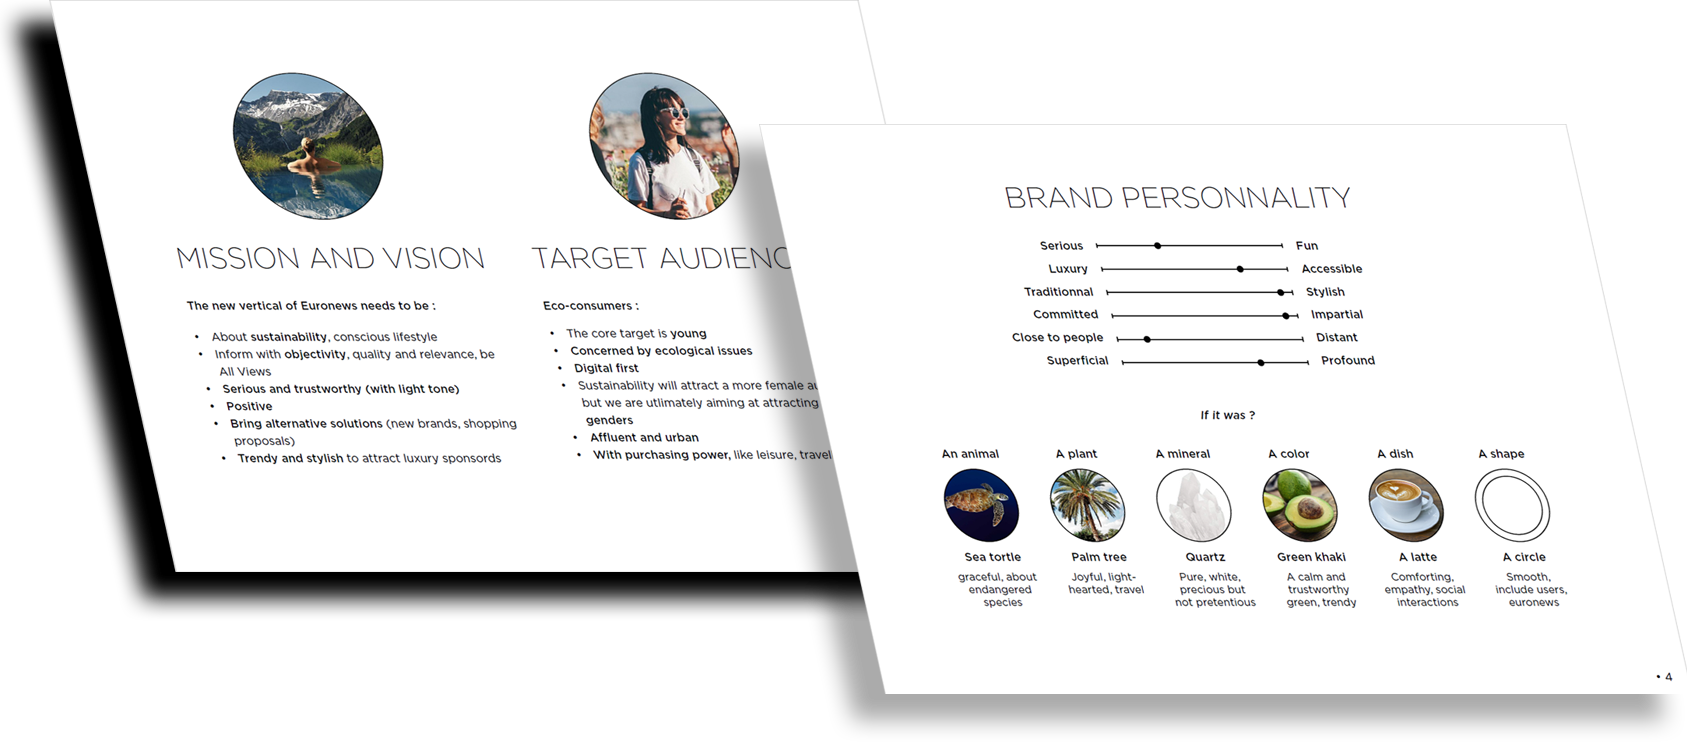 MISSION AND VISION
The new vertical of Euronews needs to be :
• About sustainability, conscious lifestyle
• Inform with objectivity, quality and relevance, be
All Views
• Serious and trustworthy (with light tone)
• Positive
• Bring alternative solutions (new brands, shopping
proposals)
• Trendy and stylish to attract luxury sponsords
TARGET AUDIENC
Eco-consumers :
• The core target is young
• Concerned by ecological issues
• Digital first
• Sustainability will attract a more female
but we are utlimately aiming at attracting
genders
• Affluent and urban
• With purchasing power, like leisure, travel
BRAND PERSONNALITY
Serious Fun
Luxury Accessible
Traditionnal Stylish
Committed Impartial
Close to people Distant
Superficial Profound
If it was ?
An animal A plant A mineral A color A dish A shape
Sea tortle Palm tree Quartz Green khaki A latte A circle
graceful, about Joyful, light- Pure, white, A calm and Comforting, Smooth,
endangered hearted, travel precious but trustworthy empathy, social include users,
species not pretentious green, trendy interactions euronews
• 4